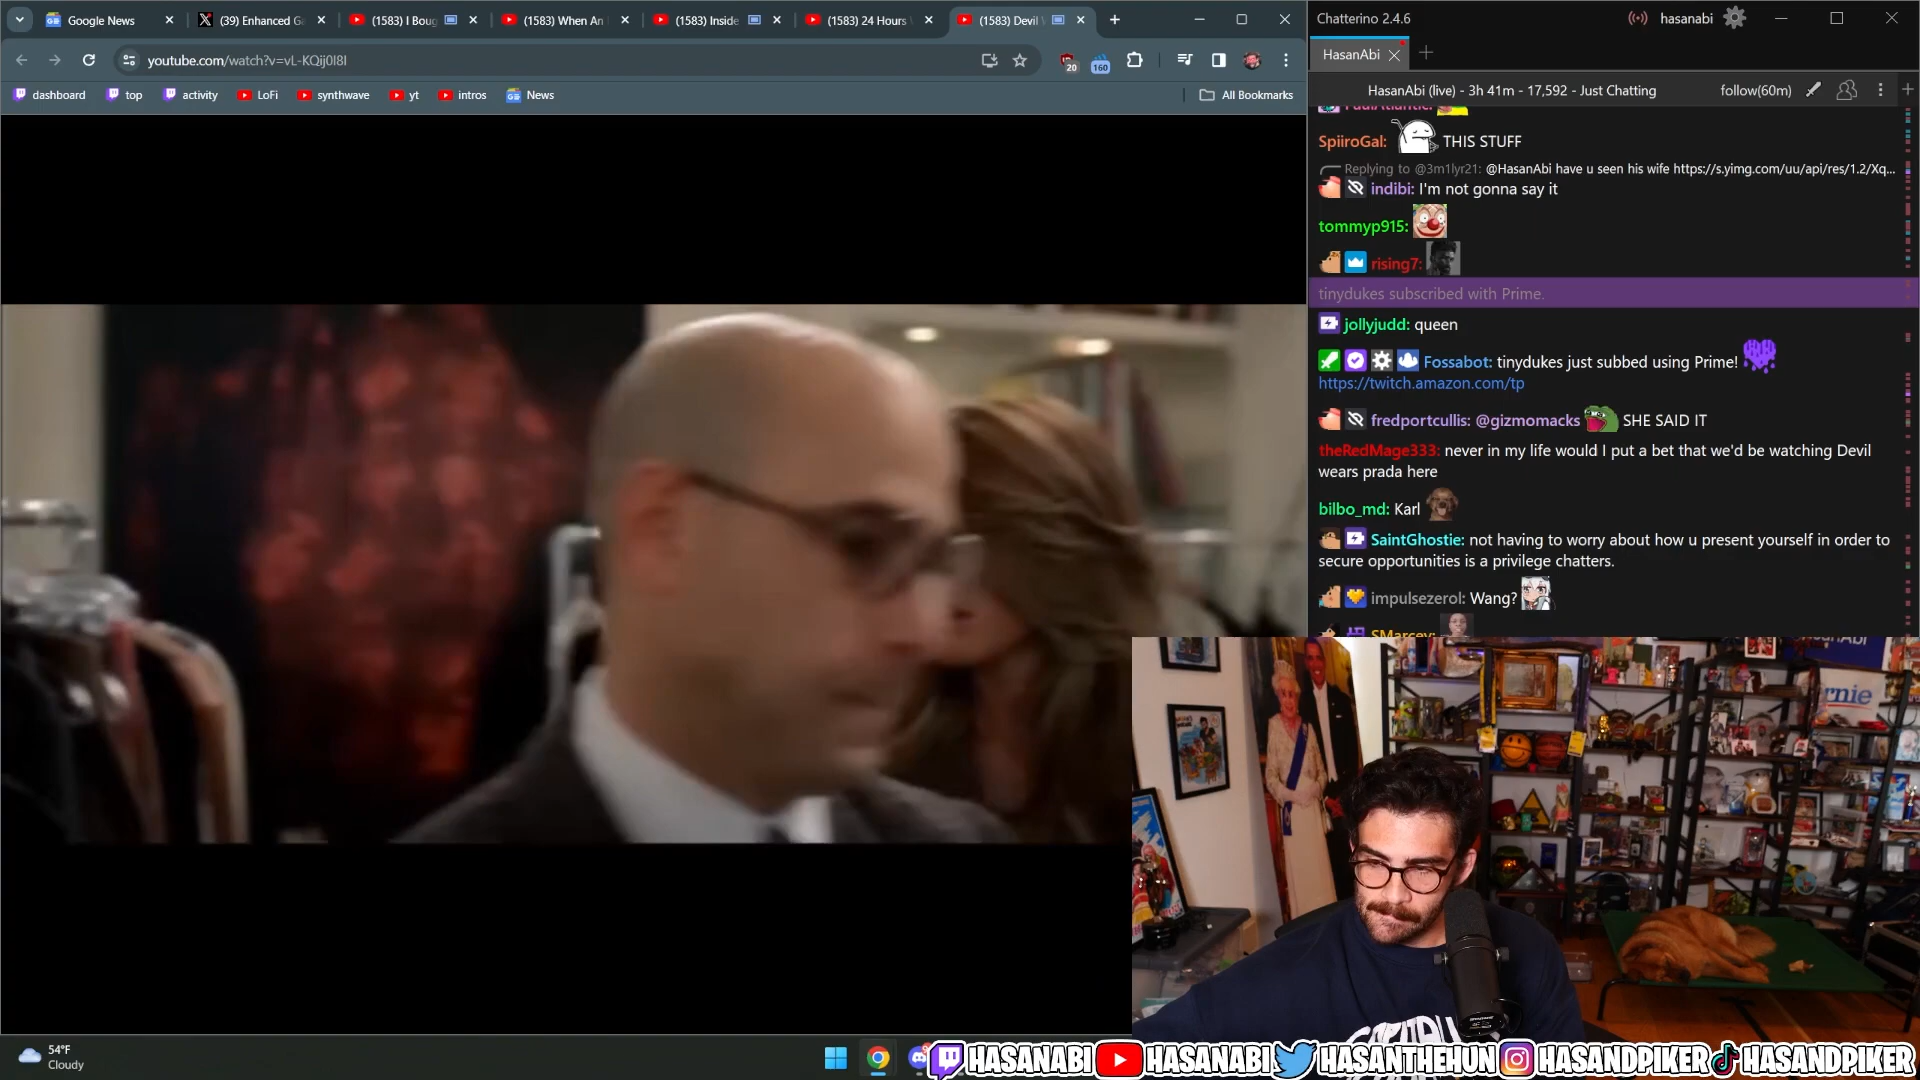 Google News
(39) Enhanced Ga
(1583) I Boug
(1583) When An
(1583) Inside
(1583) 24 Hours
(1583) Devil
youtube.com/watch?v=vL-KQij0I8I
20
160
dashboard
top
activity
LoFi
synthwave
yt
intros
News
All Bookmarks
Chatterino 2.4.6
hasanabi
HasanAbi
HasanAbi (live) - 3h 41m - 17,592 - Just Chatting
follow(60m)
SpiiroGal: THIS STUFF
Replying to @3m1lyr21: @HasanAbi have u seen his wife https://s.yimg.com/uu/api/res/1.2/Xq...
indibi: I'm not gonna say it
tommyp915:
rising7:
tinydukes subscribed with Prime.
jollyjudd: queen
Fossabot: tinydukes just subbed using Prime!
https://twitch.amazon.com/tp
fredportcullis: @gizmomacks SHE SAID IT
theRedMage333: never in my life would I put a bet that we'd be watching Devil
wears prada here
bilbo_md: Karl
SaintGhostie: not having to worry about how u present yourself in order to
secure opportunities is a privilege chatters.
impulsezerol: Wang?
SMarcey:
ernie
54°F
Cloudy
HASANABI
HASANABI
HASANTHEHUN
HASANDPIKER
HASANDPIKER